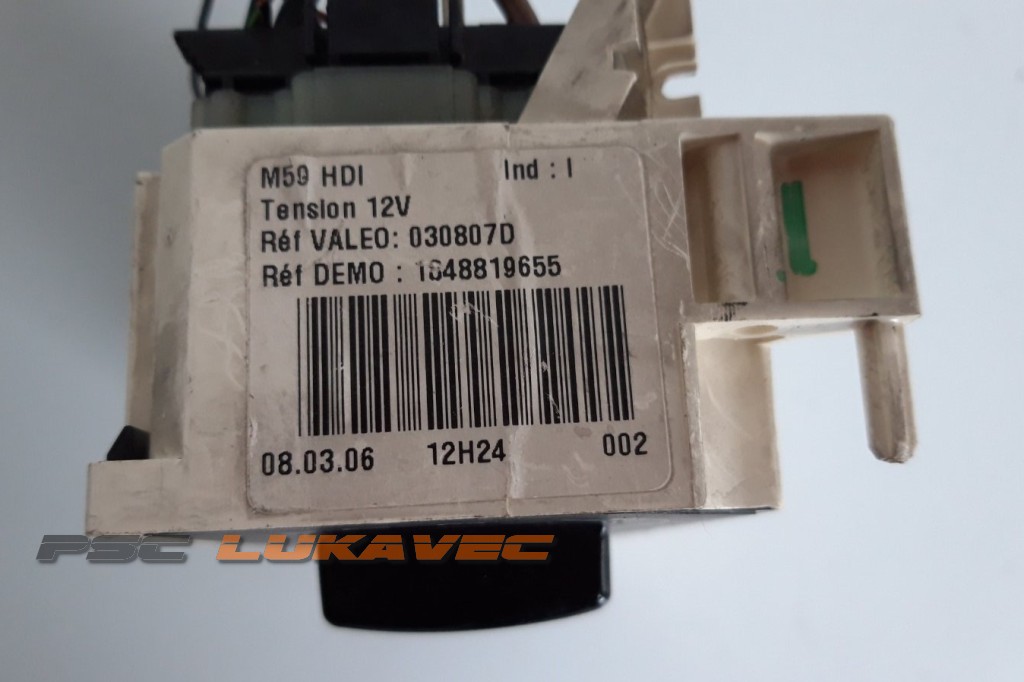 M59 HDI Ind : I
Tension 12V
Réf VALEO: 030807D
Réf DEMO : 1648819655
08.03.06 12H24 002
PSC LUKAVEC